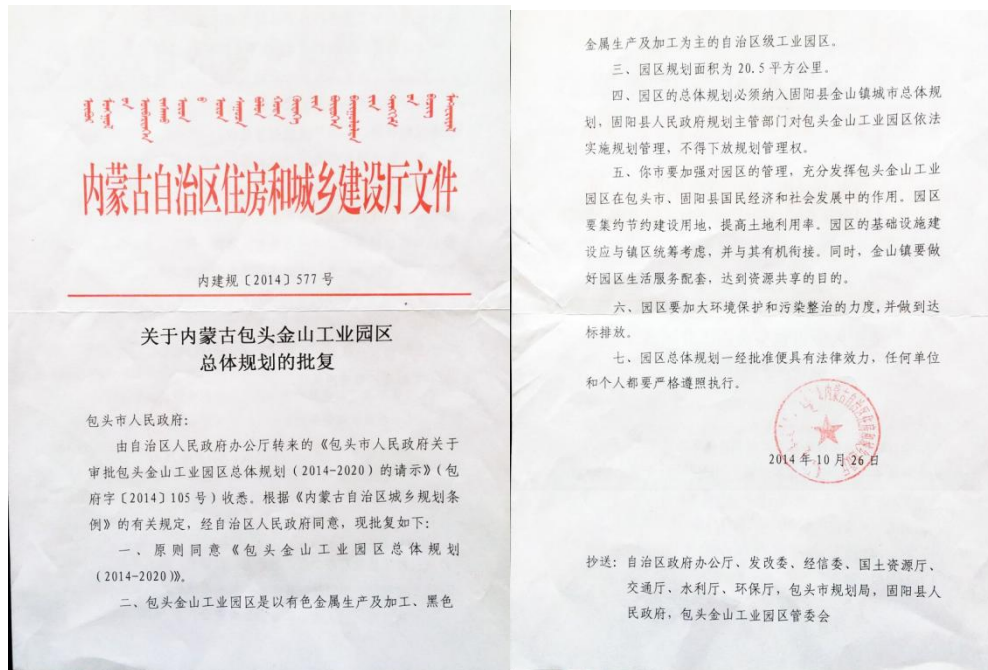 内蒙古自治区住房和城乡建设厅文件
内建规〔2014〕577号
关于内蒙古包头金山工业园区
总体规划的批复
包头市人民政府:
由自治区人民政府办公厅转来的《包头市人民政府关于
审批包头金山工业园区总体规划(2014-2020)的请示》(包
府字〔2014〕105号)收悉。根据《内蒙古自治区城乡规划条
例》的有关规定,经自治区人民政府同意,现批复如下:
一、原则同意《包头金山工业园区总体规划
(2014-2020)》。
二、包头金山工业园区是以有色金属生产及加工、黑色
金属生产及加工为主的自治区级工业园区。
三、园区规划面积为20.5平方公里。
四、园区的总体规划必须纳入固阳县金山镇城市总体规
划,固阳县人民政府规划主管部门对包头金山工业园区依法
实施规划管理,不得下放规划管理权。
五、你市要加强对园区的管理,充分发挥包头金山工业
园区在包头市、固阳县国民经济和社会发展中的作用。园区
要集约节约建设用地,提高土地利用率。园区的基础设施建
设应与镇区统筹考虑,并与其有机衔接。同时,金山镇要做
好园区生活服务配套,达到资源共享的目的。
六、园区要加大环境保护和污染整治的力度,并做到达
标排放。
七、园区总体规划一经批准便具有法律效力,任何单位
和个人都要严格遵照执行。
2014年10月26日
抄送:自治区政府办公厅、发改委、经信委、国土资源厅、
交通厅、水利厅、环保厅,包头市规划局,固阳县人
民政府,包头金山工业园区管委会